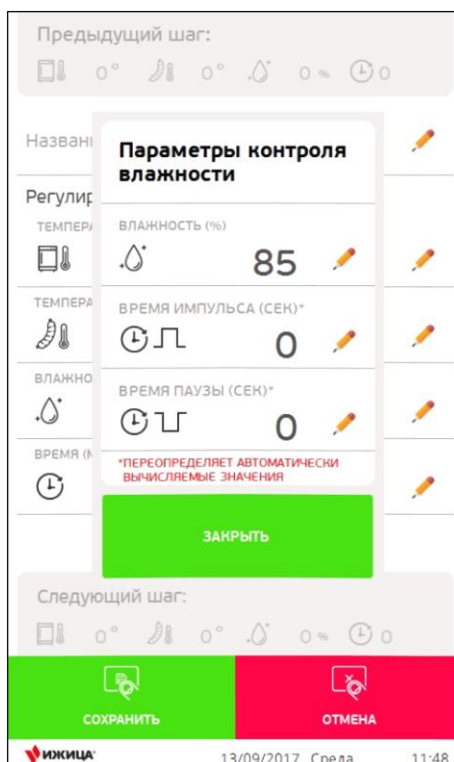 Предыдущий шаг:
0° 0° 0% 0
Назван
Параметры контроля
влажности
Регулир
ТЕМПЕРА
ВЛАЖНОСТЬ (%)
85
ТЕМПЕРА
ВРЕМЯ ИМПУЛЬСА (СЕК)*
0
ВЛАЖНО
ВРЕМЯ ПАУЗЫ (СЕК)*
0
ВРЕМЯ (М
*ПЕРЕОПРЕДЕЛЯЕТ АВТОМАТИЧЕСКИ
ВЫЧИСЛЯЕМЫЕ ЗНАЧЕНИЯ
ЗАКРЫТЬ
Следующий шаг:
0° 0° 0% 0
СОХРАНИТЬ
ОТМЕНА
ИЖИЦА 13/09/2017 Среда 11:48